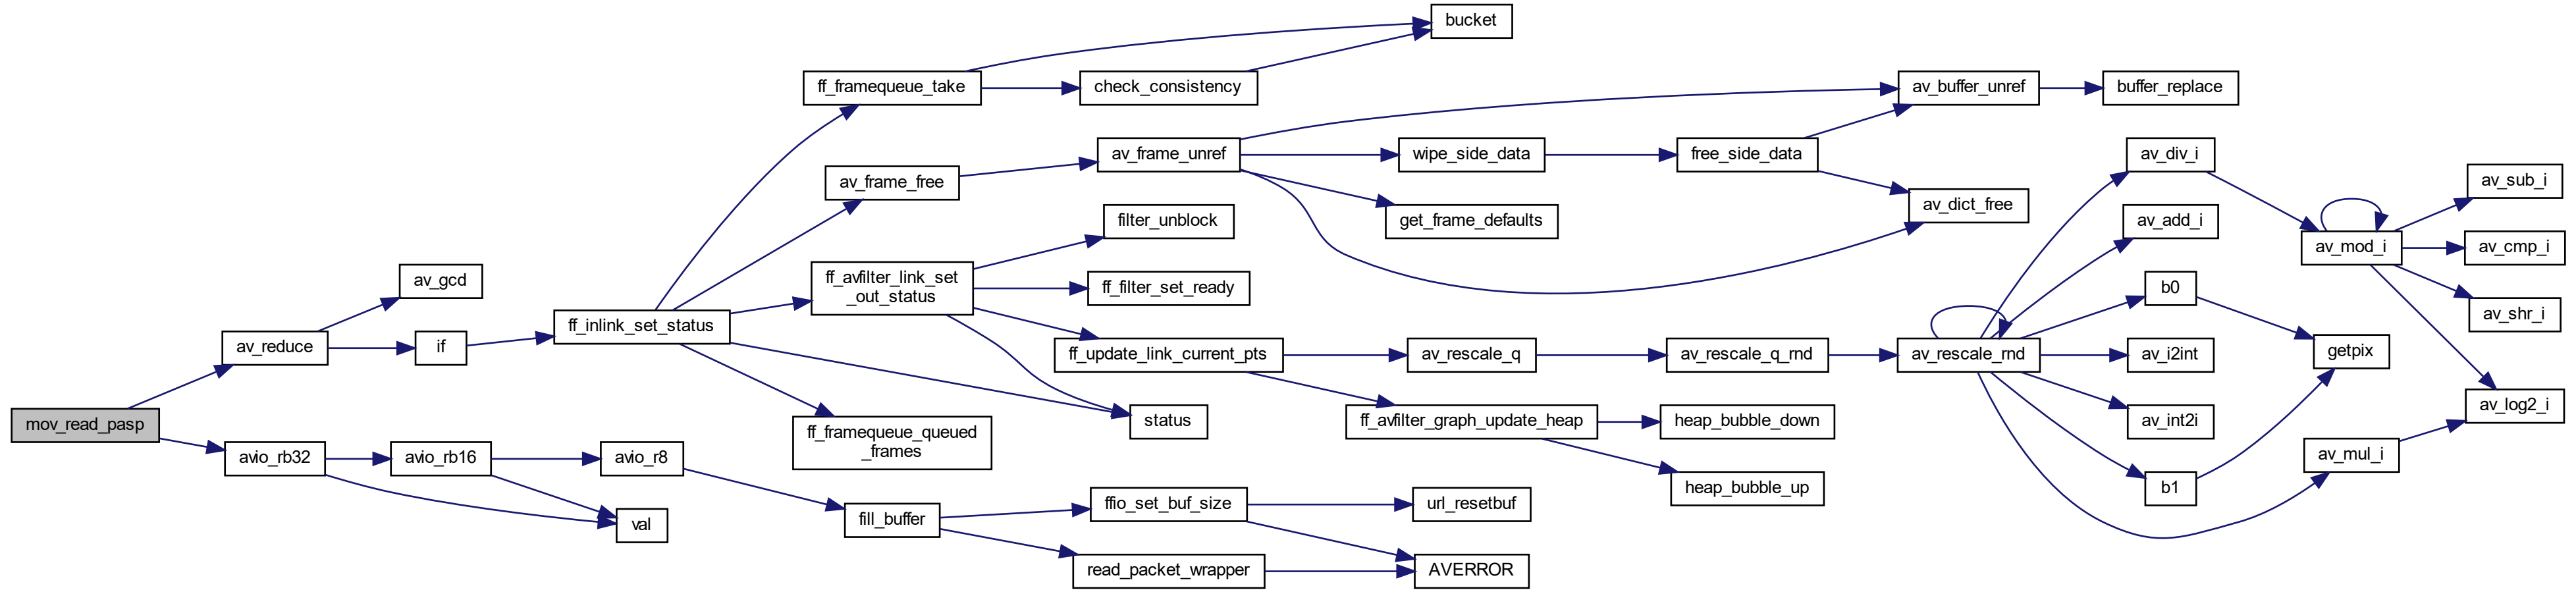 mov_read_pasp
av_reduce
avio_rb32
av_gcd
if
avio_rb16
val
ff_inlink_set_status
avio_r8
ff_framequeue_take
av_frame_free
ff_avfilter_link_set
_out_status
ff_framequeue_queued
_frames
fill_buffer
bucket
check_consistency
av_frame_unref
filter_unblock
ff_filter_set_ready
ff_update_link_current_pts
status
ffio_set_buf_size
read_packet_wrapper
wipe_side_data
get_frame_defaults
av_rescale_q
ff_avfilter_graph_update_heap
url_resetbuf
AVERROR
free_side_data
av_rescale_q_rnd
heap_bubble_down
heap_bubble_up
av_buffer_unref
av_dict_free
av_rescale_rnd
buffer_replace
av_div_i
av_add_i
b0
av_i2int
av_int2i
b1
av_mod_i
getpix
av_mul_i
av_sub_i
av_cmp_i
av_shr_i
av_log2_i